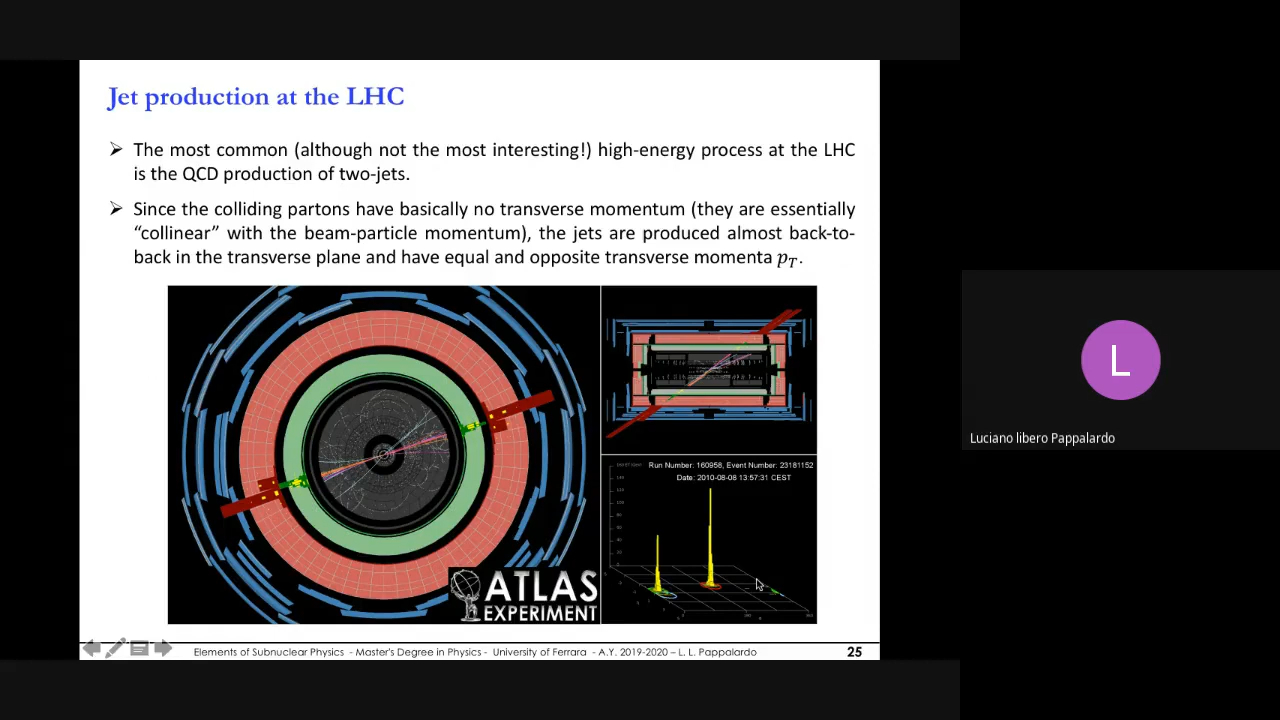 Jet production at the LHC
➢ The most common (although not the most interesting!) high-energy process at the LHC
is the QCD production of two-jets.
➢ Since the colliding partons have basically no transverse momentum (they are essentially
“collinear” with the beam-particle momentum), the jets are produced almost back-to-
back in the transverse plane and have equal and opposite transverse momenta p_T.
Run Number: 160958, Event Number: 23181152
Date: 2010-08-08 13:57:31 CEST
ATLAS
EXPERIMENT
Elements of Subnuclear Physics - Master's Degree in Physics - University of Ferrara - A.Y. 2019-2020 – L. L. Pappalardo
25
L
Luciano libero Pappalardo